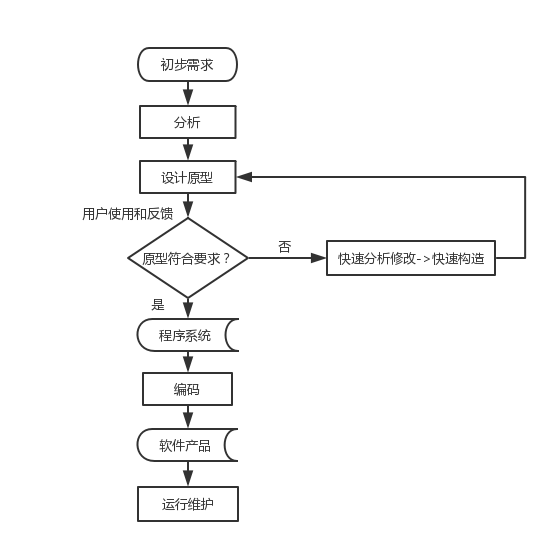 初步需求
分析
设计原型
用户使用和反馈
原型符合要求？
否
快速分析修改->快速构造
是
程序系统
编码
软件产品
运行维护